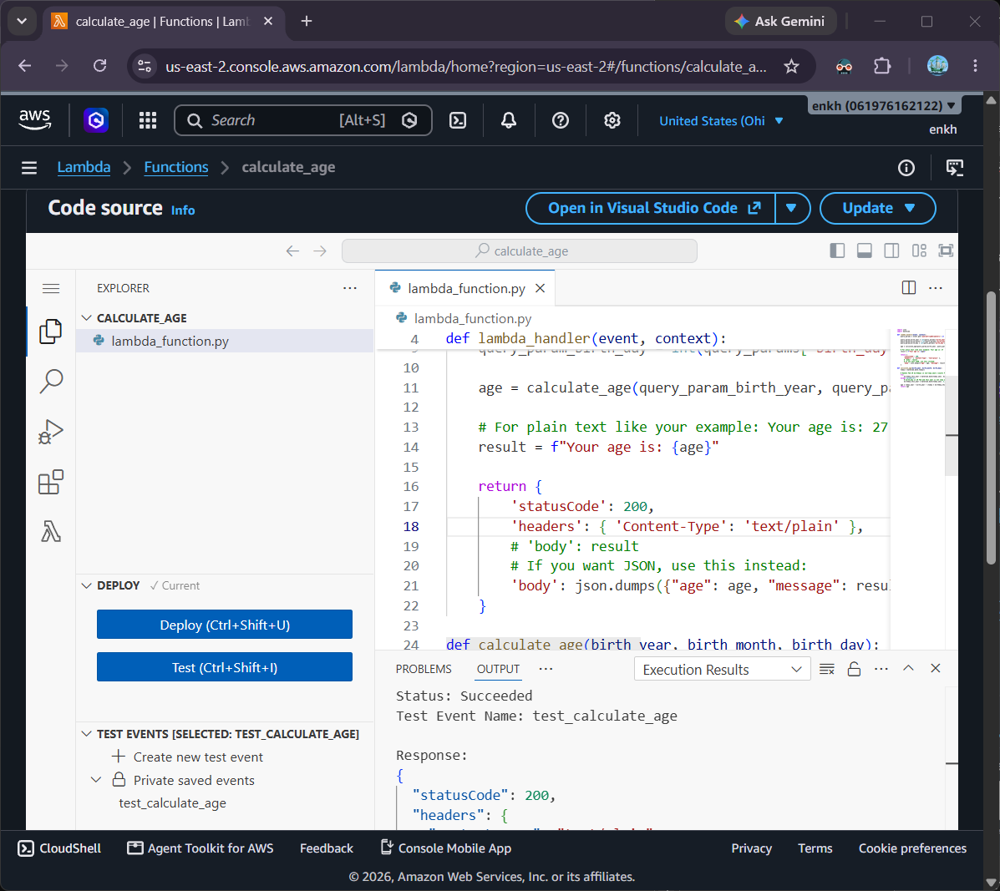 calculate_age | Functions | Lamb
Ask Gemini
us-east-2.console.aws.amazon.com/lambda/home?region=us-east-2#/functions/calculate_a...
aws
Search [Alt+S]
United States (Ohi
enkh (061976162122)
enkh
Lambda > Functions > calculate_age
Code source Info
Open in Visual Studio Code
Update
calculate_age
EXPLORER
CALCULATE_AGE
lambda_function.py
lambda_function.py
lambda_function.py
4 def lambda_handler(event, context):
query_param_birth_day = int(query_params['birth_day
10
11 age = calculate_age(query_param_birth_year, query_pa
12
13 # For plain text like your example: Your age is: 27
14 result = f"Your age is: {age}"
15
16 return {
17 'statusCode': 200,
18 'headers': { 'Content-Type': 'text/plain' },
19 # 'body': result
20 # If you want JSON, use this instead:
21 'body': json.dumps({"age": age, "message": resu
22 }
23
24 def calculate_age(birth_year, birth_month, birth_day):
DEPLOY ✓ Current
Deploy (Ctrl+Shift+U)
Test (Ctrl+Shift+I)
TEST EVENTS [SELECTED: TEST_CALCULATE_AGE]
Create new test event
Private saved events
test_calculate_age
PROBLEMS OUTPUT
Execution Results
Status: Succeeded
Test Event Name: test_calculate_age
Response:
{
"statusCode": 200,
"headers": {
CloudShell
Agent Toolkit for AWS
Feedback
Console Mobile App
Privacy
Terms
Cookie preferences
© 2026, Amazon Web Services, Inc. or its affiliates.